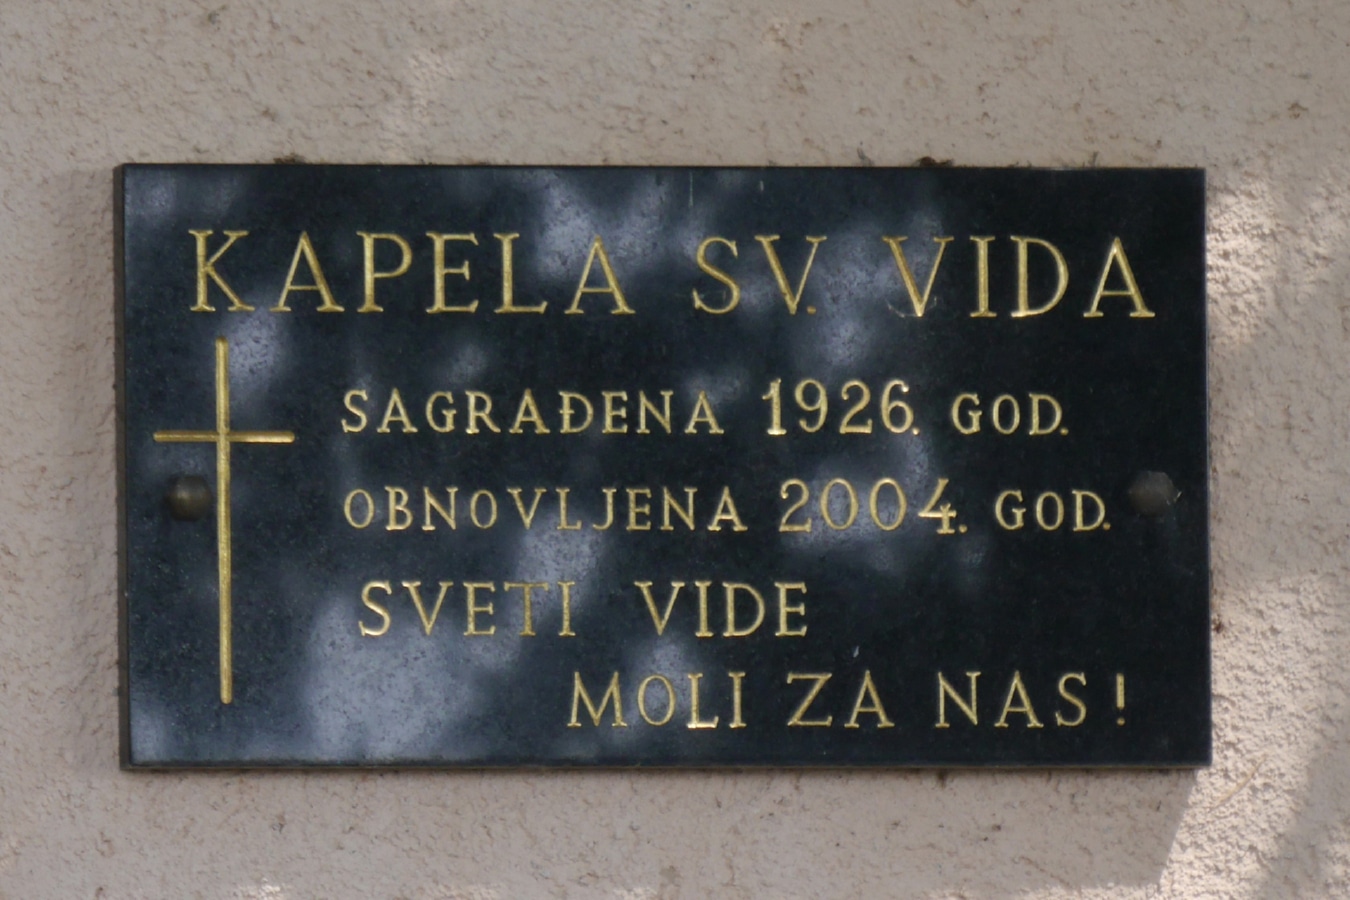 KAPELA SV. VIDA
SAGRAĐENA 1926. GOD.
OBNOVLJENA 2004. GOD.
SVETI VIDE
MOLI ZA NAS!